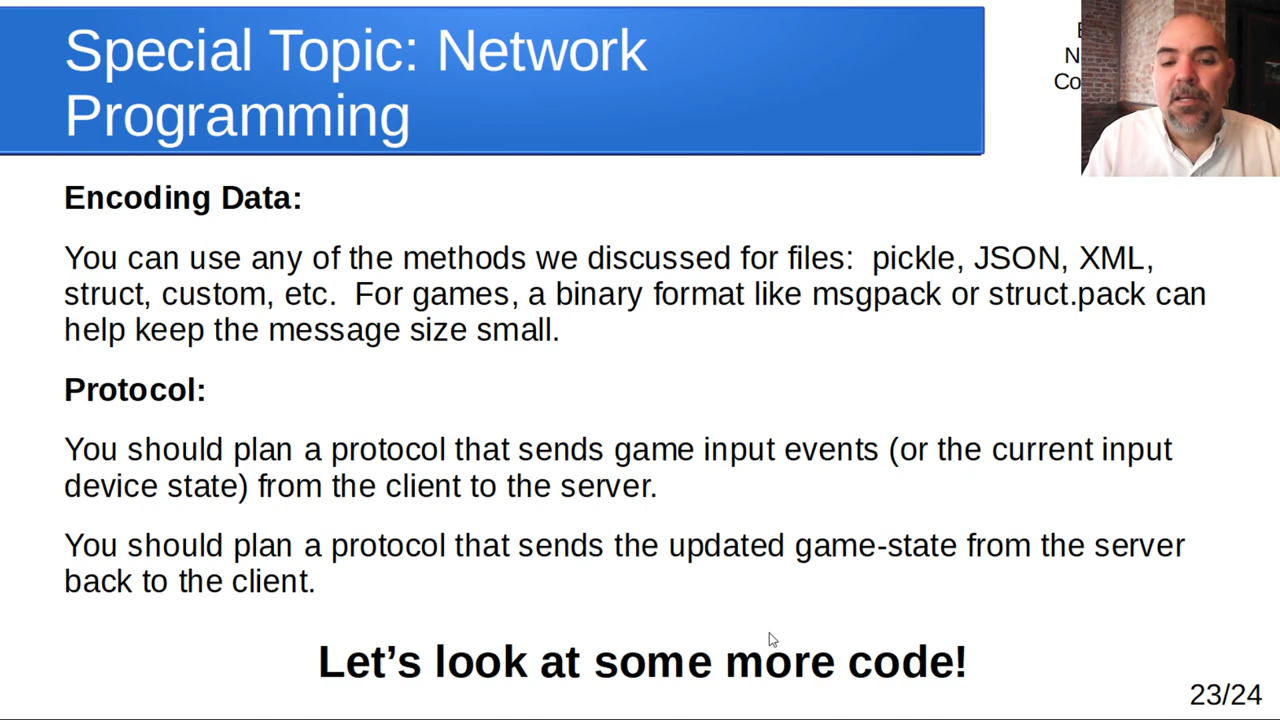 Special Topic: Network
Programming
Encoding Data:
You can use any of the methods we discussed for files:  pickle, JSON, XML,
struct, custom, etc.  For games, a binary format like msgpack or struct.pack can
help keep the message size small.
Protocol:
You should plan a protocol that sends game input events (or the current input
device state) from the client to the server.
You should plan a protocol that sends the updated game-state from the server
back to the client.
Let’s look at some more code!
23/24